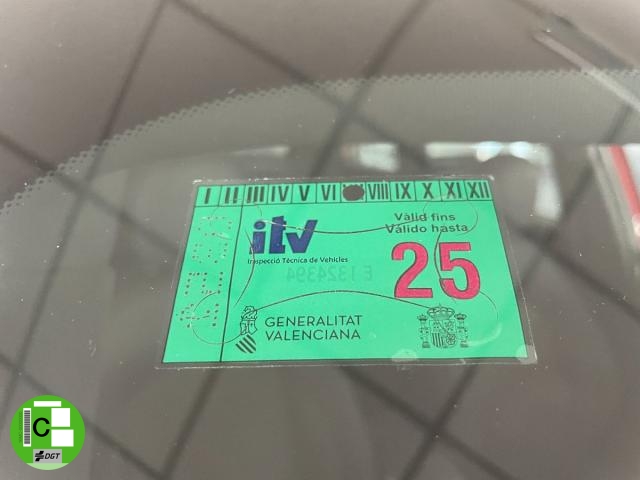 I II III IV V VI VIII IX X XI XII
itv
Inspecció Tècnica de Vehicles
Vàlid fins
Válido hasta
25
E 1324394
GENERALITAT
VALENCIANA
C
DGT